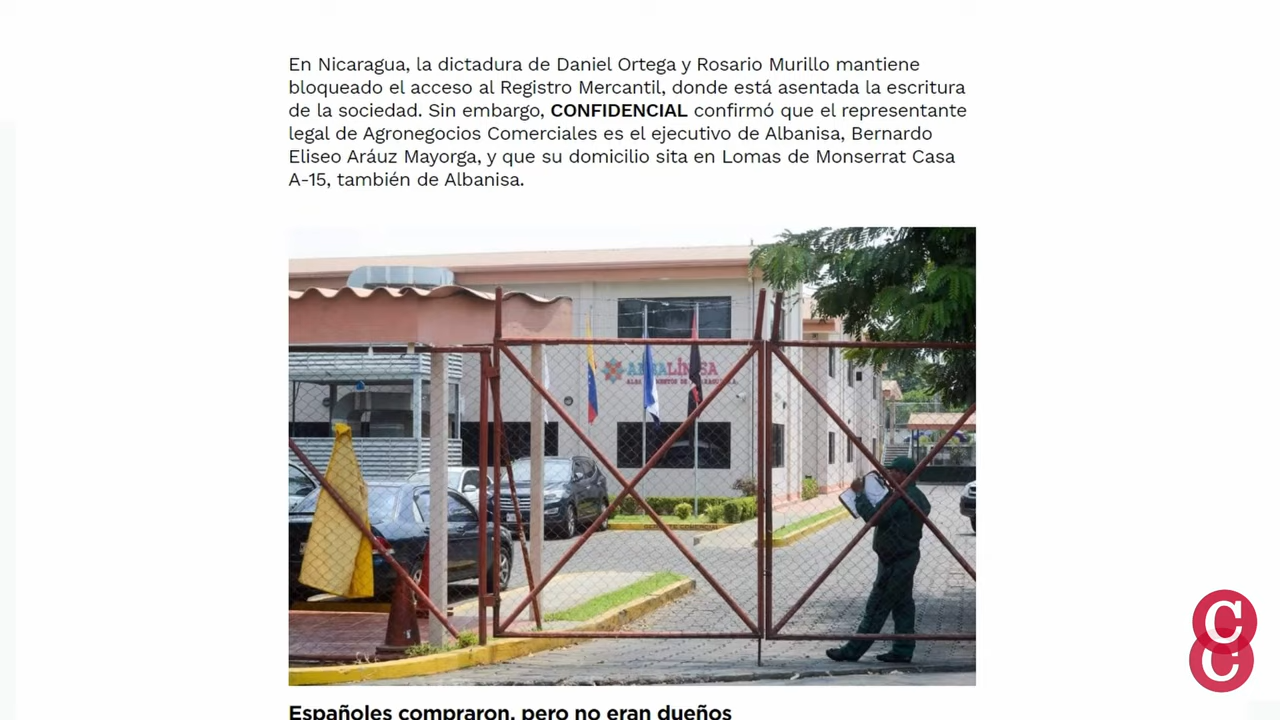 En Nicaragua, la dictadura de Daniel Ortega y Rosario Murillo mantiene
bloqueado el acceso al Registro Mercantil, donde está asentada la escritura
de la sociedad. Sin embargo, CONFIDENCIAL confirmó que el representante
legal de Agronegocios Comerciales es el ejecutivo de Albanisa, Bernardo
Eliseo Aráuz Mayorga, y que su domicilio sita en Lomas de Monserrat Casa
A-15, también de Albanisa.
Españoles compraron, pero no eran dueños
C
C